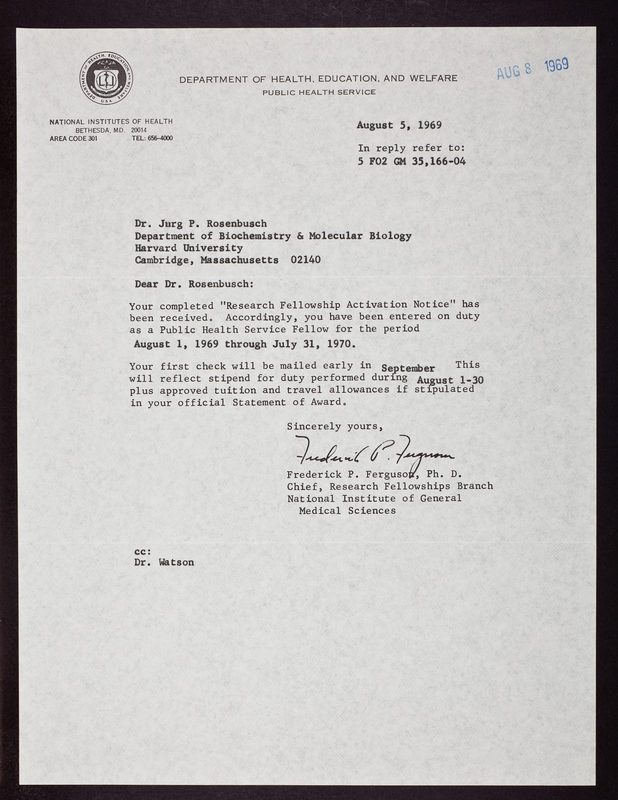 DEPARTMENT OF HEALTH, EDUCATION, AND WELFARE
PUBLIC HEALTH SERVICE
AUG 8 1969
DEPARTMENT OF HEALTH, EDUCATION, AND WELFARE
U.S.A.
NATIONAL INSTITUTES OF HEALTH
BETHESDA, MD. 20014
AREA CODE 301 TEL: 656-4000
August 5, 1969
In reply refer to:
5 FO2 GM 35,166-04
Dr. Jurg P. Rosenbusch
Department of Biochemistry & Molecular Biology
Harvard University
Cambridge, Massachusetts 02140
Dear Dr. Rosenbusch:
Your completed "Research Fellowship Activation Notice" has
been received. Accordingly, you have been entered on duty
as a Public Health Service Fellow for the period
August 1, 1969 through July 31, 1970.
Your first check will be mailed early in September This
will reflect stipend for duty performed during August 1-30
plus approved tuition and travel allowances if stipulated
in your official Statement of Award.
Sincerely yours,
Frederick P. Ferguson
Frederick P. Ferguson, Ph. D.
Chief, Research Fellowships Branch
National Institute of General
Medical Sciences
cc:
Dr. Watson